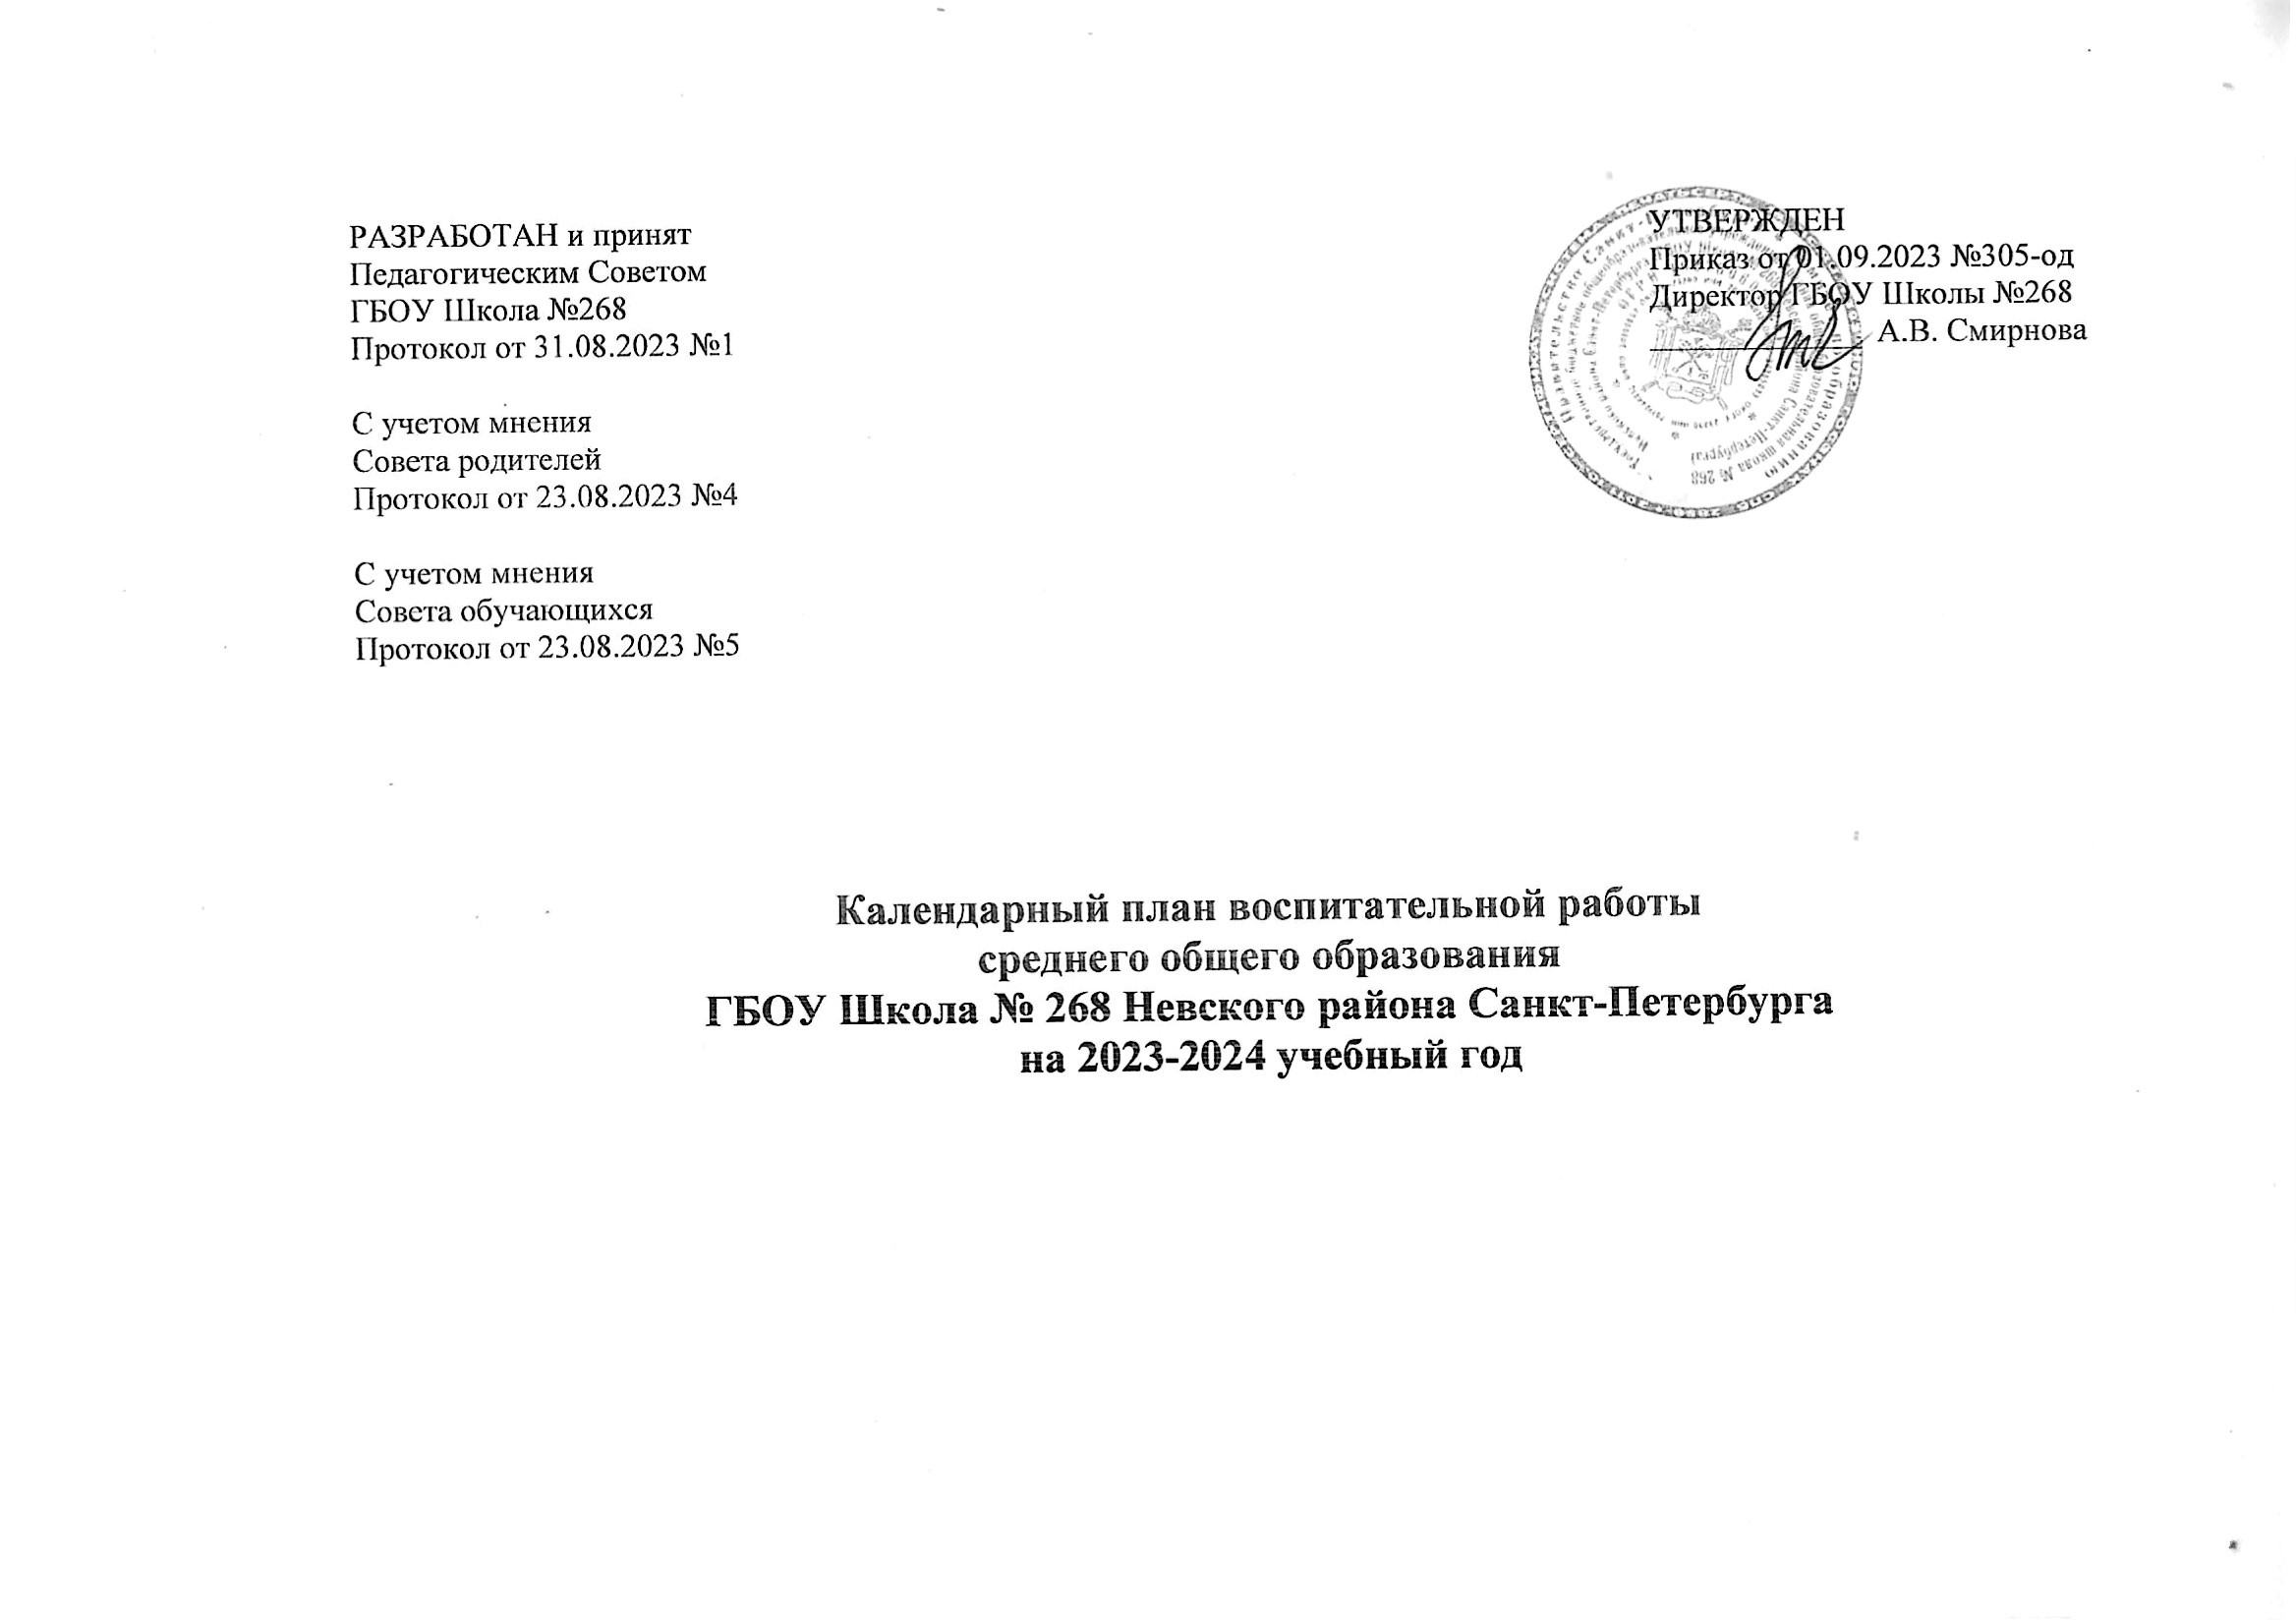 РАЗРАБОТАН и принят
Педагогическим Советом
ГБОУ Школа №268
Протокол от 31.08.2023 №1
С учетом мнения
Совета родителей
Протокол от 23.08.2023 №4
С учетом мнения
Совета обучающихся
Протокол от 23.08.2023 №5
УТВЕРЖДЕН
Приказ от 01.09.2023 №305-од
Директор ГБОУ Школы №268
А.В. Смирнова
Календарный план воспитательной работы
среднего общего образования
ГБОУ Школа № 268 Невского района Санкт-Петербурга
на 2023-2024 учебный год